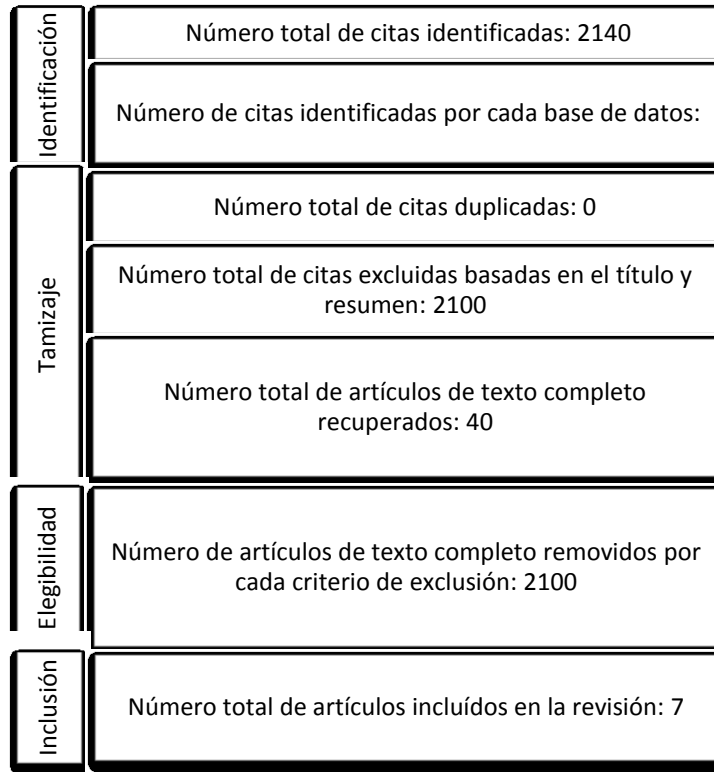 Identificación
Número total de citas identificadas: 2140
Número de citas identificadas por cada base de datos:
Tamizaje
Número total de citas duplicadas: 0
Número total de citas excluidas basadas en el título y
resumen: 2100
Número total de artículos de texto completo
recuperados: 40
Elegibilidad
Número de artículos de texto completo removidos por
cada criterio de exclusión: 2100
Inclusión
Número total de artículos incluídos en la revisión: 7